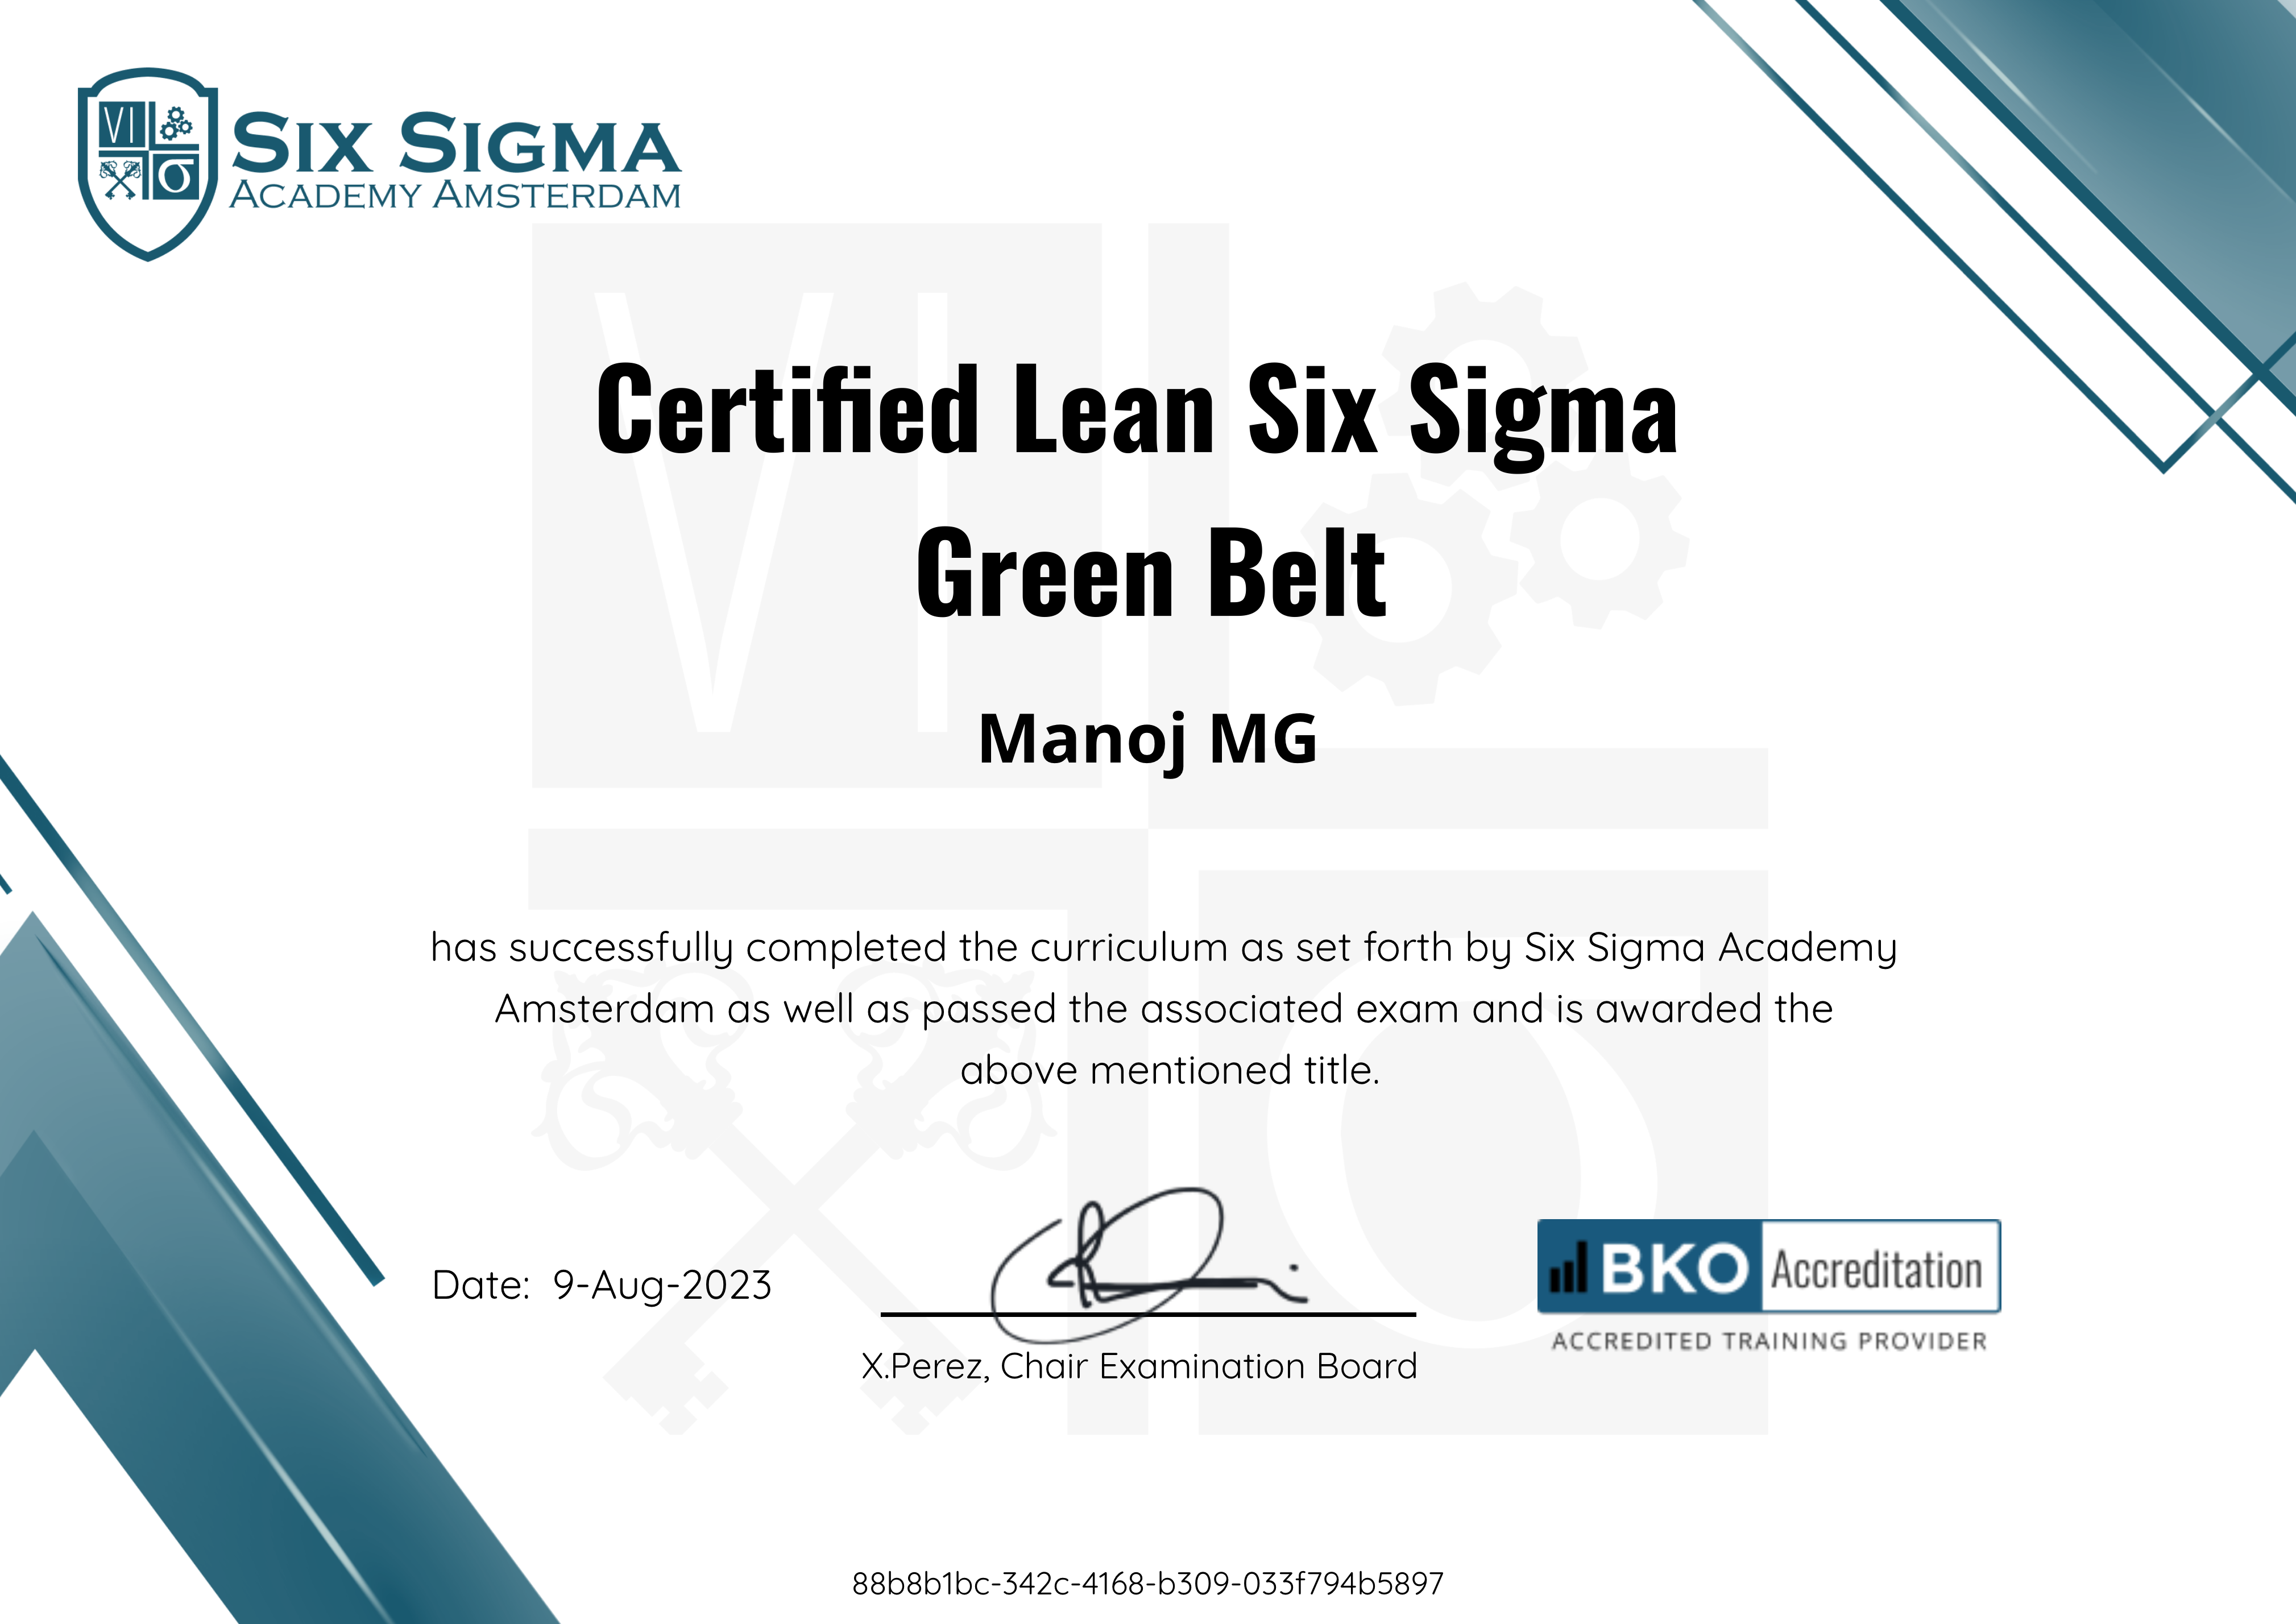 VI
σ
SIX SIGMA
ACADEMY AMSTERDAM
Certified Lean Six Sigma
Green Belt
Manoj MG
has successfully completed the curriculum as set forth by Six Sigma Academy
Amsterdam as well as passed the associated exam and is awarded the
above mentioned title.
Date: 9-Aug-2023
X.Perez, Chair Examination Board
BKO Accreditation
ACCREDITED TRAINING PROVIDER
88b8b1bc-342c-4168-b309-033f794b5897